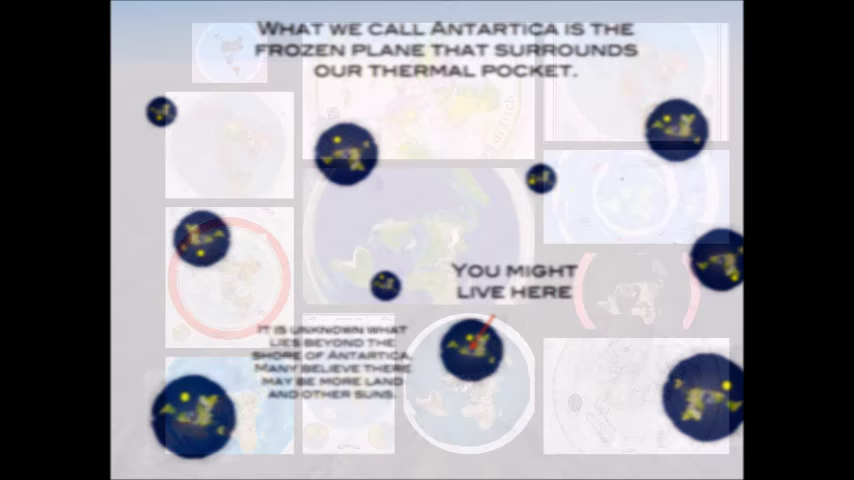 WHAT WE CALL ANTARTICA IS THE
FROZEN PLANE THAT SURROUNDS
OUR THERMAL POCKET.
YOU MIGHT
LIVE HERE
IT IS UNKNOWN WHAT
LIES BEYOND THE
SHORE OF ANTARTICA.
MANY BELIEVE THERE
MAY BE MORE LAND
AND OTHER SUNS.